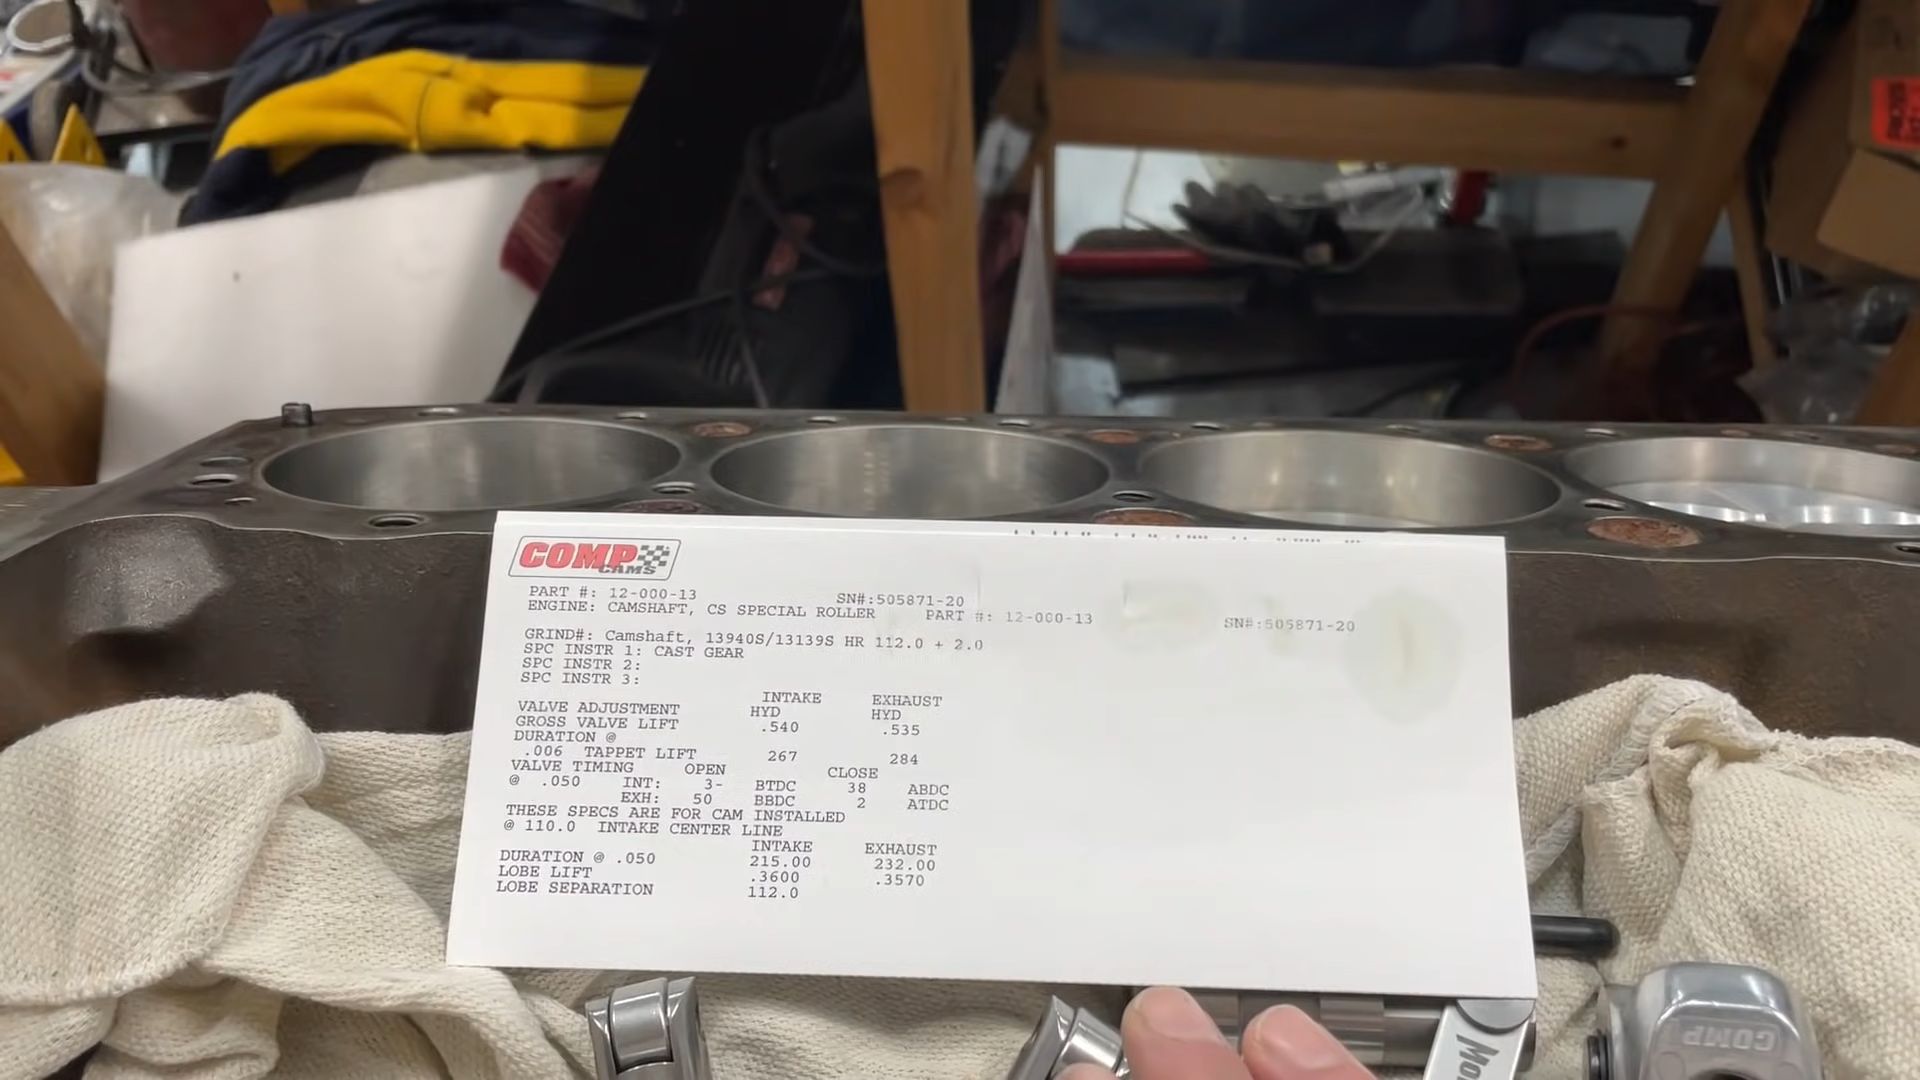 COMP
CAMS
PART #: 12-000-13 SN#:505871-20
ENGINE: CAMSHAFT, CS SPECIAL ROLLER PART #: 12-000-13 SN#:505871-20
GRIND#: Camshaft, 13940S/13139S HR 112.0 + 2.0
SPC INSTR 1: CAST GEAR
SPC INSTR 2:
SPC INSTR 3:
INTAKE EXHAUST
VALVE ADJUSTMENT HYD HYD
GROSS VALVE LIFT .540 .535
DURATION @
.006 TAPPET LIFT 267 284
VALVE TIMING OPEN CLOSE
@ .050 INT: 3- BTDC 38 ABDC
EXH: 50 BBDC 2 ATDC
THESE SPECS ARE FOR CAM INSTALLED
@ 110.0 INTAKE CENTER LINE
INTAKE EXHAUST
DURATION @ .050 215.00 232.00
LOBE LIFT .3600 .3570
LOBE SEPARATION 112.0
COMP